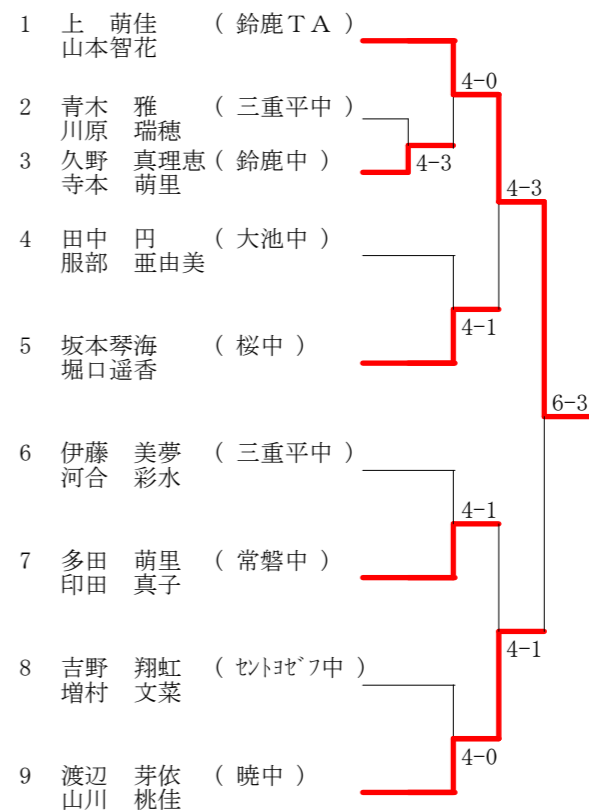 1 上 萌佳 ( 鈴鹿ＴＡ )
山本智花
4-0
2 青木 雅 ( 三重平中 )
川原 瑞穂
3 久野 真理恵 ( 鈴鹿中 )
寺本 萌里
4-3
4-3
4 田中 円 ( 大池中 )
服部 亜由美
4-1
5 坂本琴海 ( 桜中 )
堀口遥香
6-3
6 伊藤 美夢 ( 三重平中 )
河合 彩水
4-1
7 多田 萌里 ( 常磐中 )
印田 真子
4-1
8 吉野 翔虹 ( ｾﾝﾄﾖｾﾞﾌ中 )
増村 文菜
4-0
9 渡辺 芽依 ( 暁中 )
山川 桃佳